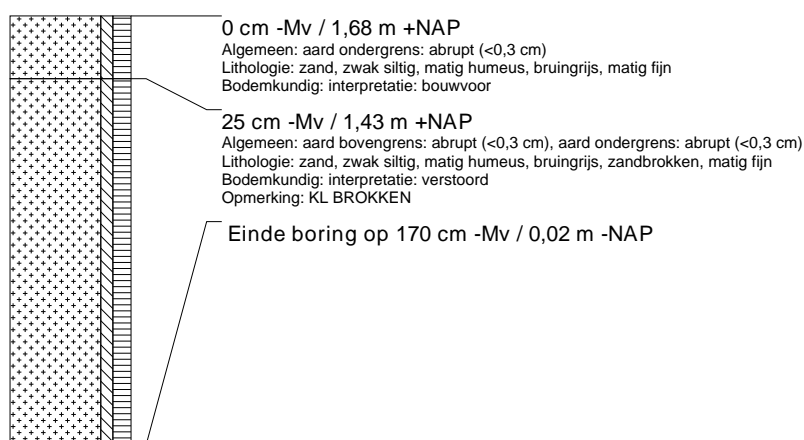 0 cm -Mv / 1,68 m +NAP
Algemeen: aard ondergrens: abrupt (<0,3 cm)
Lithologie: zand, zwak siltig, matig humeus, bruingrijs, matig fijn
Bodemkundig: interpretatie: bouwvoor
25 cm -Mv / 1,43 m +NAP
Algemeen: aard bovengrens: abrupt (<0,3 cm), aard ondergrens: abrupt (<0,3 cm)
Lithologie: zand, zwak siltig, matig humeus, bruingrijs, zandbrokken, matig fijn
Bodemkundig: interpretatie: verstoord
Opmerking: KL BROKKEN
Einde boring op 170 cm -Mv / 0,02 m -NAP